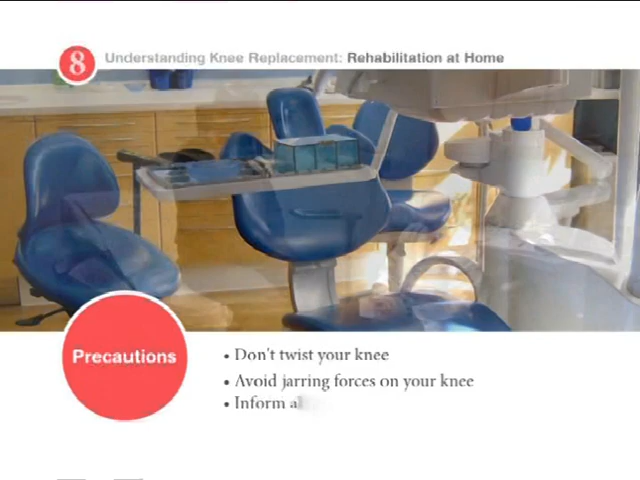 8
Understanding Knee Replacement: Rehabilitation at Home
Precautions
• Don't twist your knee
• Avoid jarring forces on your knee
• Inform